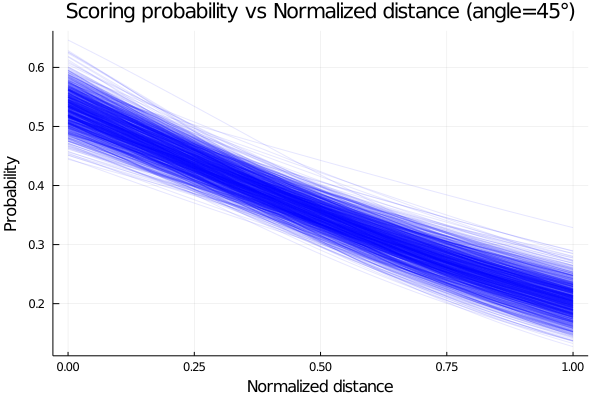 Scoring probability vs Normalized distance (angle=45°)
0.6
0.5
0.4
0.3
0.2
Probability
0.00 0.25 0.50 0.75 1.00
Normalized distance